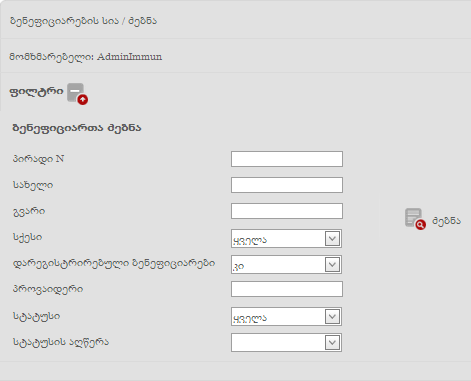 ბენეფიციარების სია / ძებნა
მომხმარებელი: AdminImmun
ფილტრი
ბენეფიციართა ძებნა
პირადი N
სახელი
გვარი
სქესი ყველა
ძებნა
დარეგისტრირებული ბენეფიციარები კი
პროვაიდერი
სტატუსი ყველა
სტატუსის აღწერა